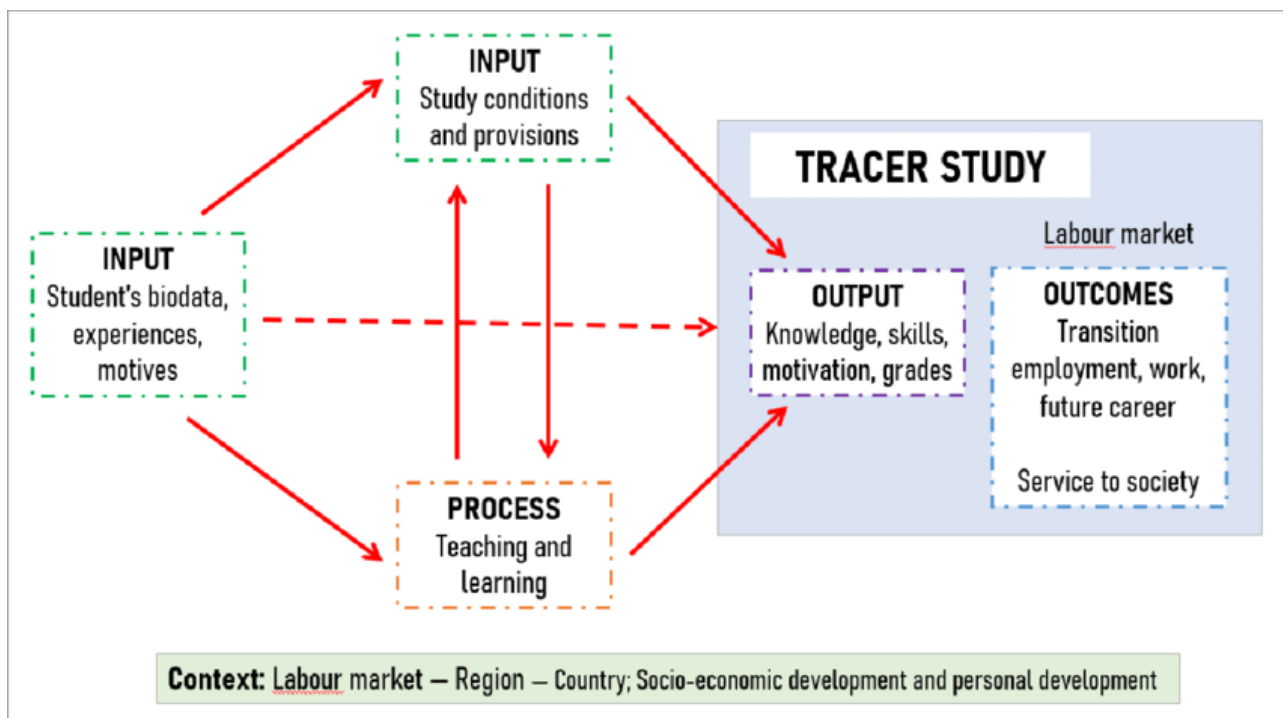 INPUT
Study conditions
and provisions
TRACER STUDY
Labour market
INPUT
Student's biodata,
experiences,
motives
OUTPUT
Knowledge, skills,
motivation, grades
OUTCOMES
Transition
employment, work,
future career
Service to society
PROCESS
Teaching and
learning
Context: Labour market — Region — Country; Socio-economic development and personal development